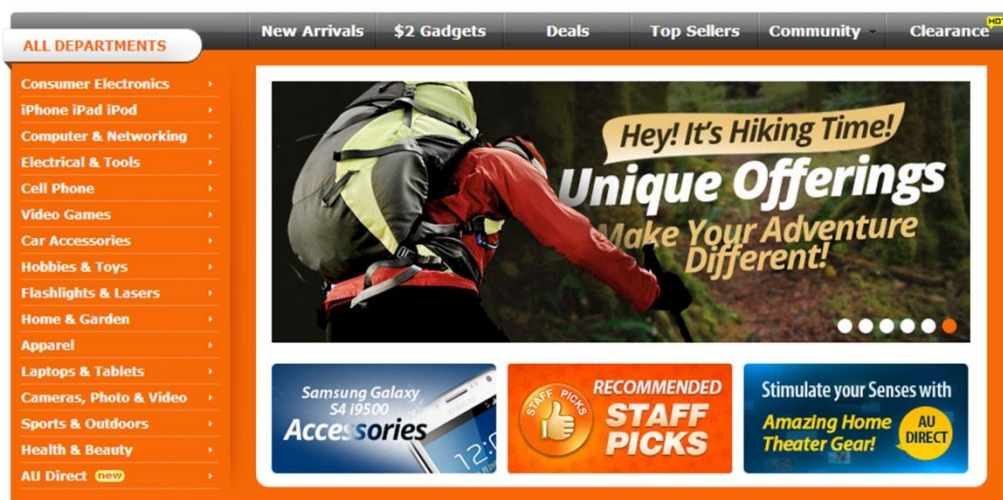 New Arrivals
$2 Gadgets
Deals
Top Sellers
Community
Clearance
HOT
ALL DEPARTMENTS
Consumer Electronics
iPhone iPad iPod
Computer & Networking
Electrical & Tools
Cell Phone
Video Games
Car Accessories
Hobbies & Toys
Flashlights & Lasers
Home & Garden
Apparel
Laptops & Tablets
Cameras, Photo & Video
Sports & Outdoors
Health & Beauty
AU Direct new
Hey! It's Hiking Time!
Unique Offerings
Make Your Adventure
Different!
Samsung Galaxy
S4 i9500
Accessories
STAFF PICKS
RECOMMENDED
STAFF
PICKS
Stimulate your Senses with
Amazing Home
Theater Gear!
AU
DIRECT